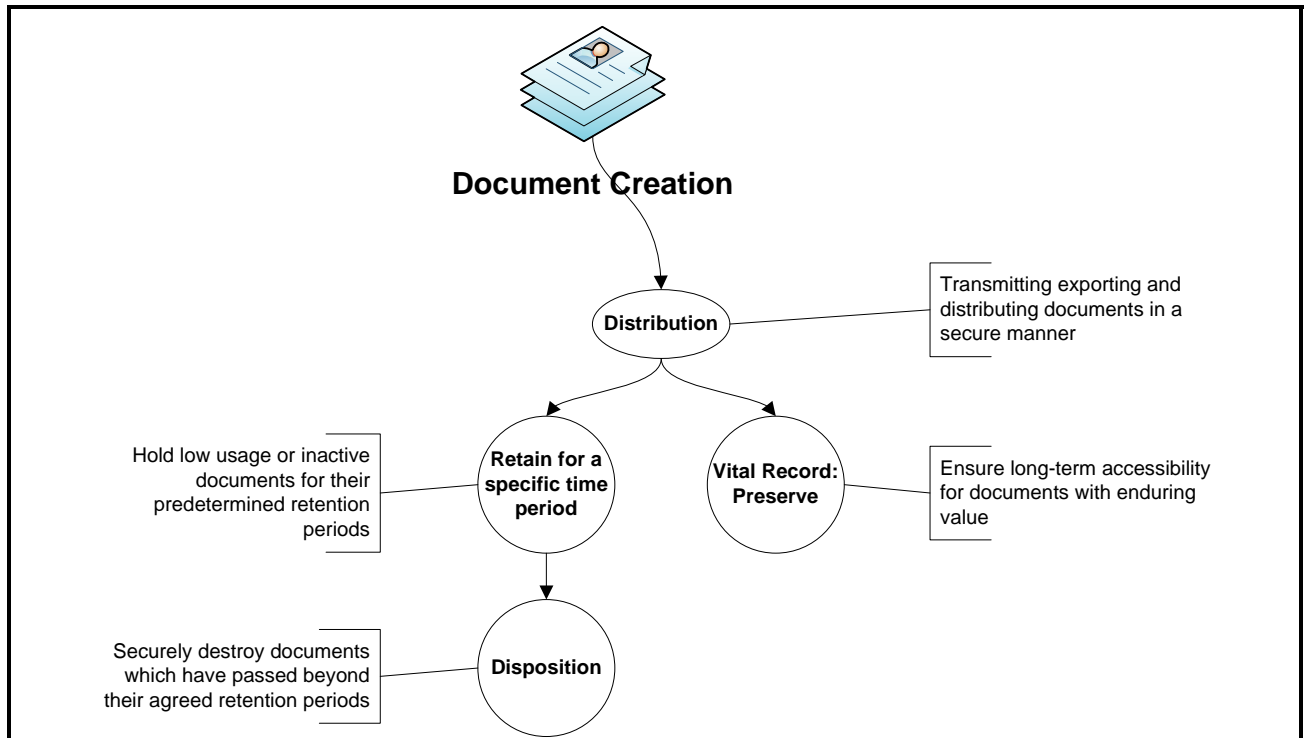 Document Creation
Distribution
Transmitting exporting and
distributing documents in a
secure manner
Hold low usage or inactive
documents for their
predetermined retention
periods
Retain for a
specific time
period
Vital Record:
Preserve
Ensure long-term accessibility
for documents with enduring
value
Securely destroy documents
which have passed beyond
their agreed retention periods
Disposition